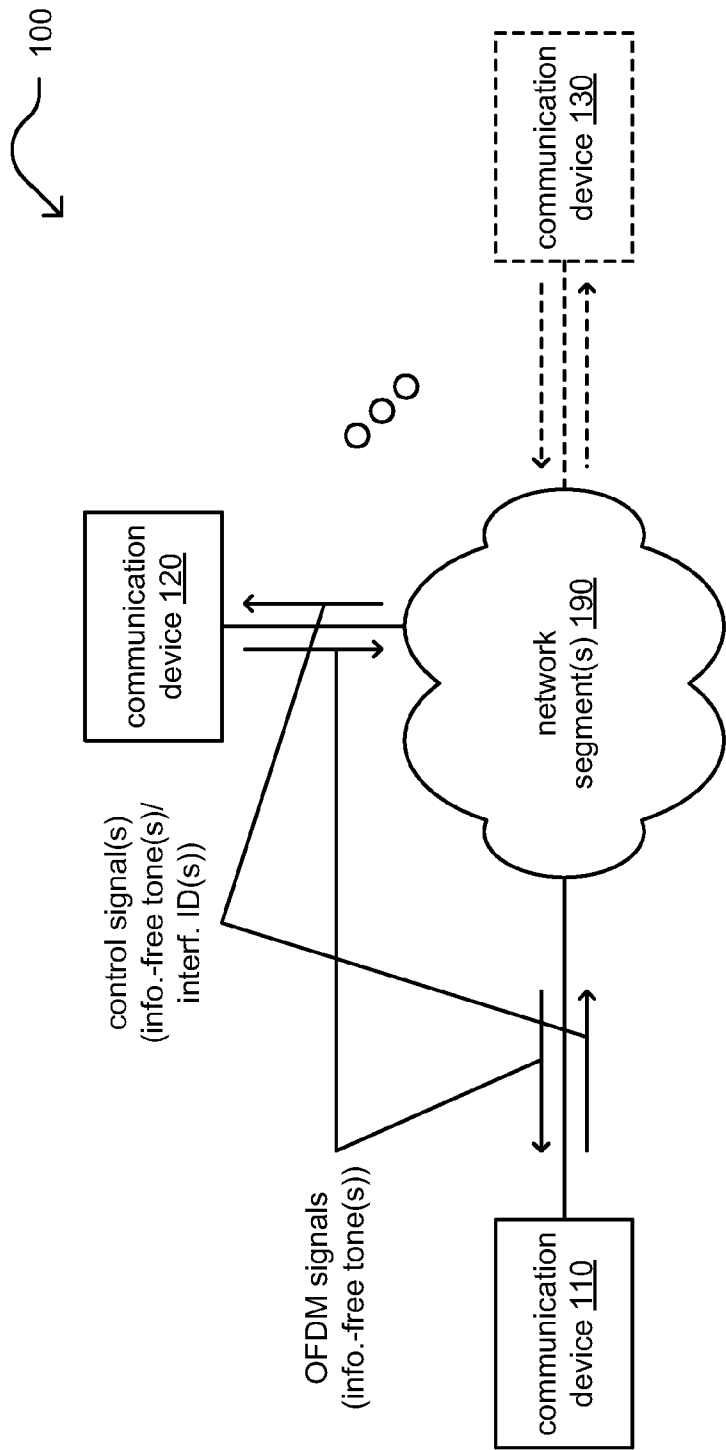 100
communication
device 120
communication
device 130
control signal(s)
(info.-free tone(s)/
interf. ID(s))
OFDM signals
(info.-free tone(s))
network
segment(s) 190
communication
device 110